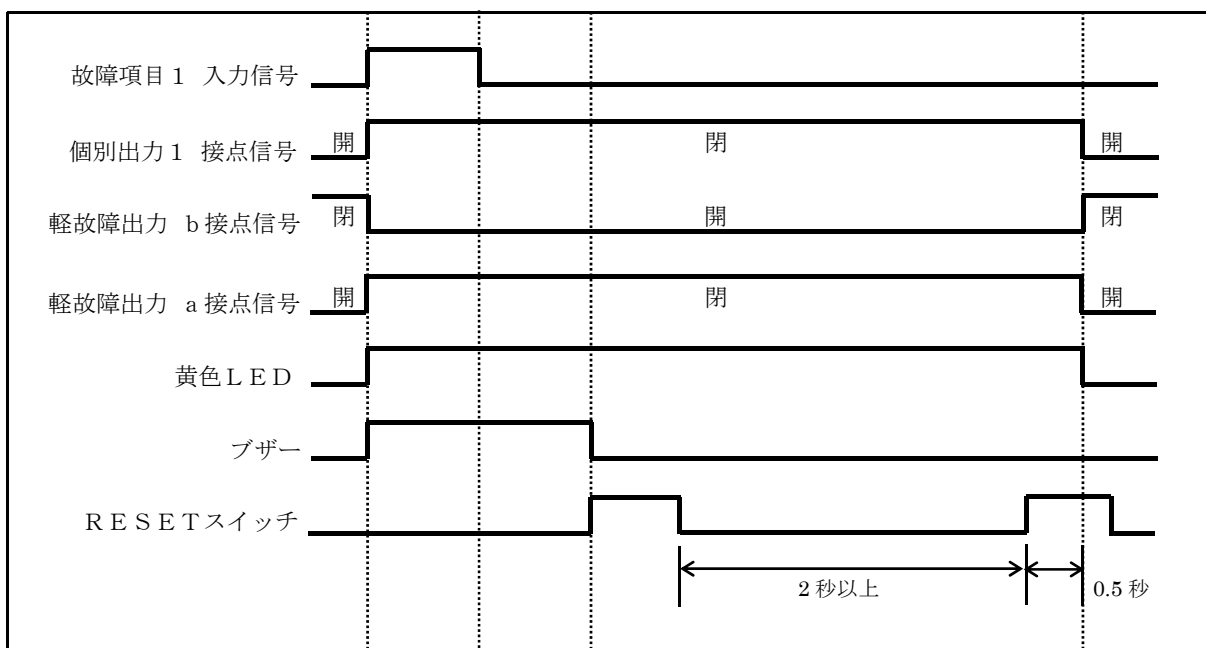 故障項目１ 入力信号
個別出力１ 接点信号
開 閉 開
軽故障出力 ｂ接点信号
閉 開 閉
軽故障出力 ａ接点信号
開 閉 開
黄色ＬＥＤ
ブザー
ＲＥＳＥＴスイッチ
2 秒以上
0.5 秒